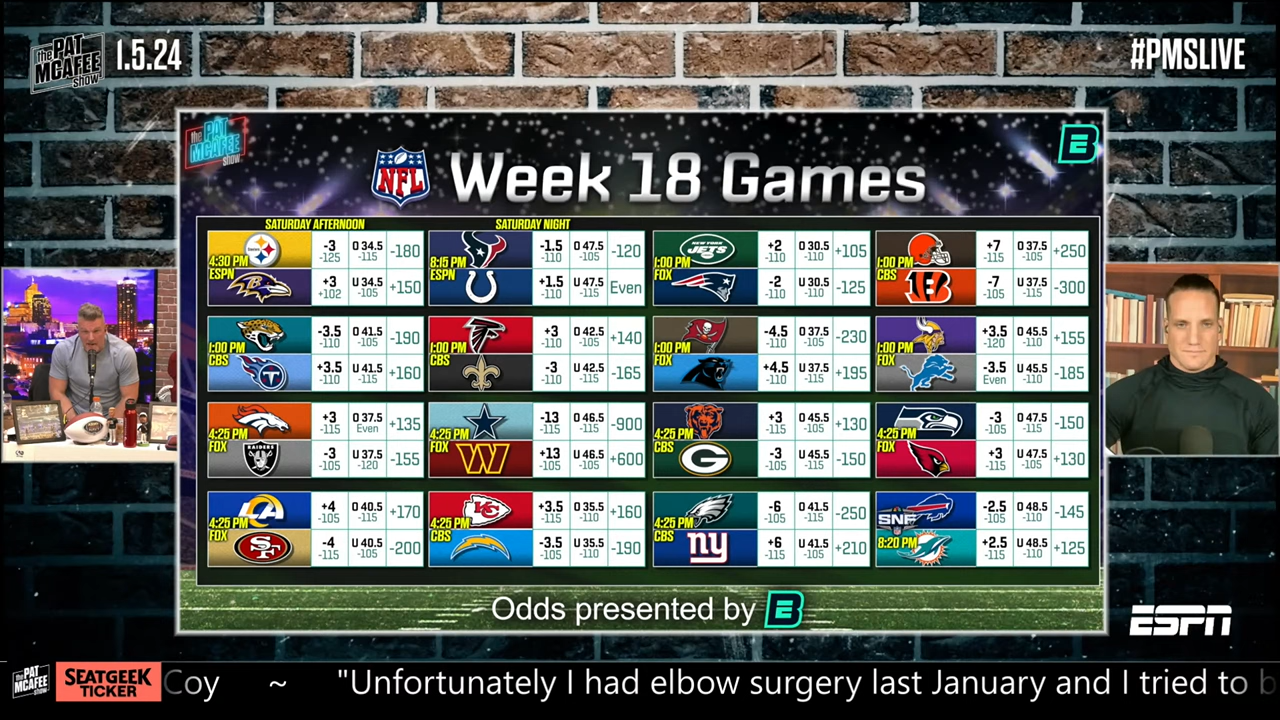 the PAT MCAFEE show
1.5.24
#PMSLIVE
the PAT MCAFEE show
E
NFL
Week 18 Games
SATURDAY AFTERNOON
SATURDAY NIGHT
4:30 PM ESPN
-3 -125 O 34.5 -115 -180
+3 +102 U 34.5 -105 +150
8:15 PM ESPN
-1.5 -110 O 47.5 -105 -120
+1.5 -110 U 47.5 -115 Even
NEW YORK JETS
1:00 PM FOX
+2 -110 O 30.5 -110 +105
-2 -110 U 30.5 -110 -125
1:00 PM CBS
+7 -115 O 37.5 -105 +250
-7 -105 U 37.5 -115 -300
1:00 PM CBS
-3.5 -110 O 41.5 -105 -190
+3.5 -110 U 41.5 -115 +160
1:00 PM CBS
+3 -110 O 42.5 -105 +140
-3 -110 U 42.5 -115 -165
1:00 PM FOX
-4.5 -110 O 37.5 -105 -230
+4.5 -110 U 37.5 -115 +195
1:00 PM FOX
+3.5 -120 O 45.5 -110 +155
-3.5 Even U 45.5 -110 -185
4:25 PM FOX
+3 -115 O 37.5 Even +135
RAIDERS
-3 -105 U 37.5 -120 -155
4:25 PM FOX
-13 -115 O 46.5 -115 -900
W
+13 -105 U 46.5 -105 +600
4:25 PM CBS
+3 -115 O 45.5 -105 +130
G
-3 -105 U 45.5 -115 -150
4:25 PM FOX
-3 -105 O 47.5 -115 -150
+3 -115 U 47.5 -105 +130
4:25 PM FOX
+4 -105 O 40.5 -115 +170
SF
-4 -115 U 40.5 -105 -200
KC
4:25 PM CBS
+3.5 -115 O 35.5 -110 +160
-3.5 -105 U 35.5 -110 -190
4:25 PM CBS
-6 -105 O 41.5 -115 -250
ny
+6 -115 U 41.5 -105 +210
SNF
8:20 PM
-2.5 -105 O 48.5 -110 -145
+2.5 -115 U 48.5 -110 +125
Odds presented by E
ESPN
the PAT MCAFEE show
SEATGEEK TICKER
Coy ~ "Unfortunately I had elbow surgery last January and I tried to b